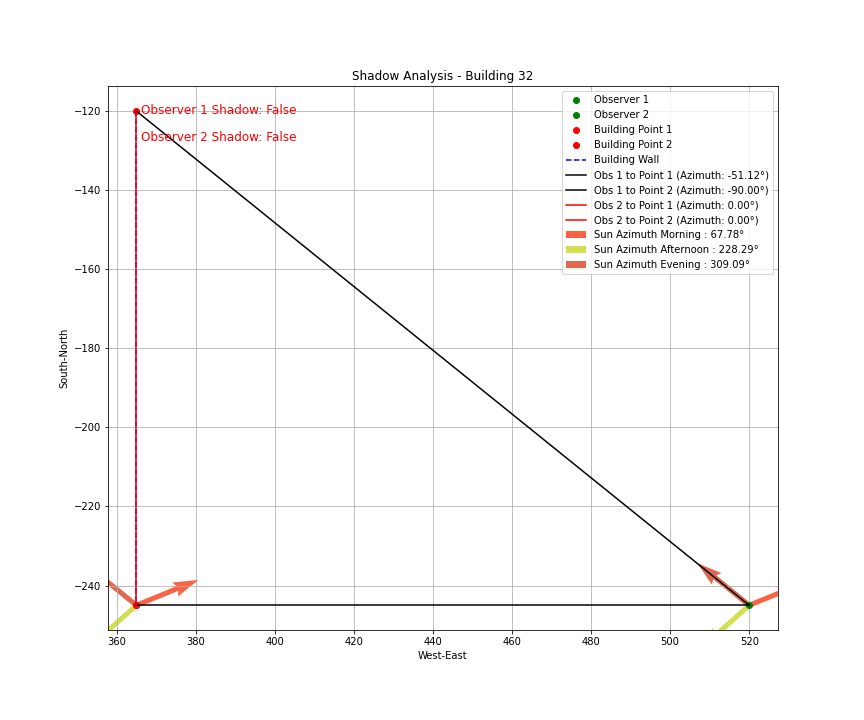 Shadow Analysis - Building 32
Observer 1 Shadow: False
Observer 2 Shadow: False
Observer 1
Observer 2
Building Point 1
Building Point 2
Building Wall
Obs 1 to Point 1 (Azimuth: -51.12°)
Obs 1 to Point 2 (Azimuth: -90.00°)
Obs 2 to Point 1 (Azimuth: 0.00°)
Obs 2 to Point 2 (Azimuth: 0.00°)
Sun Azimuth Morning : 67.78°
Sun Azimuth Afternoon : 228.29°
Sun Azimuth Evening : 309.09°
South-North
−120
−140
−160
−180
−200
−220
−240
360 380 400 420 440 460 480 500 520
West-East